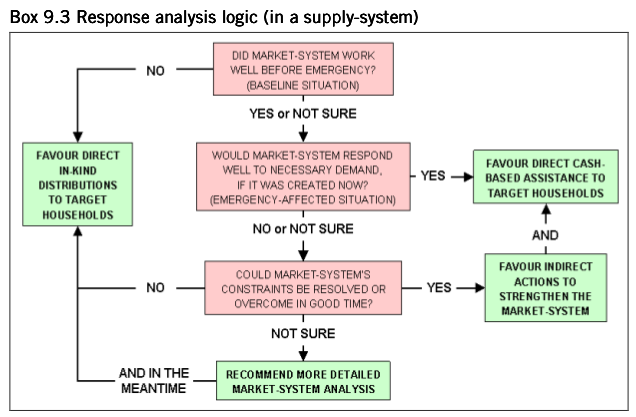 Box 9.3 Response analysis logic (in a supply-system)
DID MARKET-SYSTEM WORK
WELL BEFORE EMERGENCY?
(BASELINE SITUATION)
NO
YES or NOT SURE
FAVOUR DIRECT
IN-KIND
DISTRIBUTIONS
TO TARGET
HOUSEHOLDS
WOULD MARKET-SYSTEM RESPOND
WELL TO NECESSARY DEMAND,
IF IT WAS CREATED NOW?
(EMERGENCY-AFFECTED SITUATION)
YES
FAVOUR DIRECT CASH-
BASED ASSISTANCE TO
TARGET HOUSEHOLDS
NO or NOT SURE
AND
COULD MARKET-SYSTEM'S
CONSTRAINTS BE RESOLVED OR
OVERCOME IN GOOD TIME?
NO
YES
FAVOUR INDIRECT
ACTIONS TO
STRENGTHEN THE
MARKET-SYSTEM
NOT SURE
AND IN THE
MEANTIME
RECOMMEND MORE DETAILED
MARKET-SYSTEM ANALYSIS